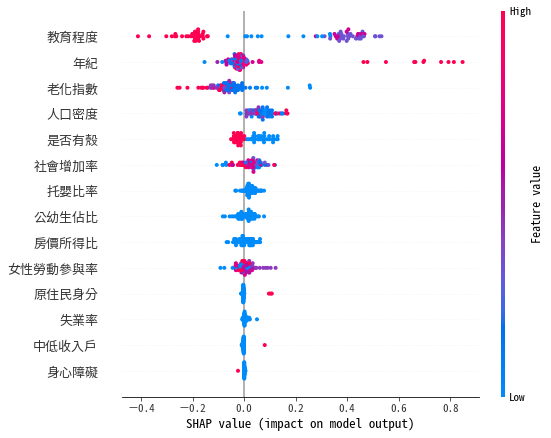 High
教育程度
年紀
老化指數
人口密度
是否有殼
社會增加率
托嬰比率
公幼生佔比
房價所得比
女性勞動參與率
原住民身分
失業率
中低收入戶
身心障礙
Feature value
Low
−0.4 −0.2 0.0 0.2 0.4 0.6 0.8
SHAP value (impact on model output)